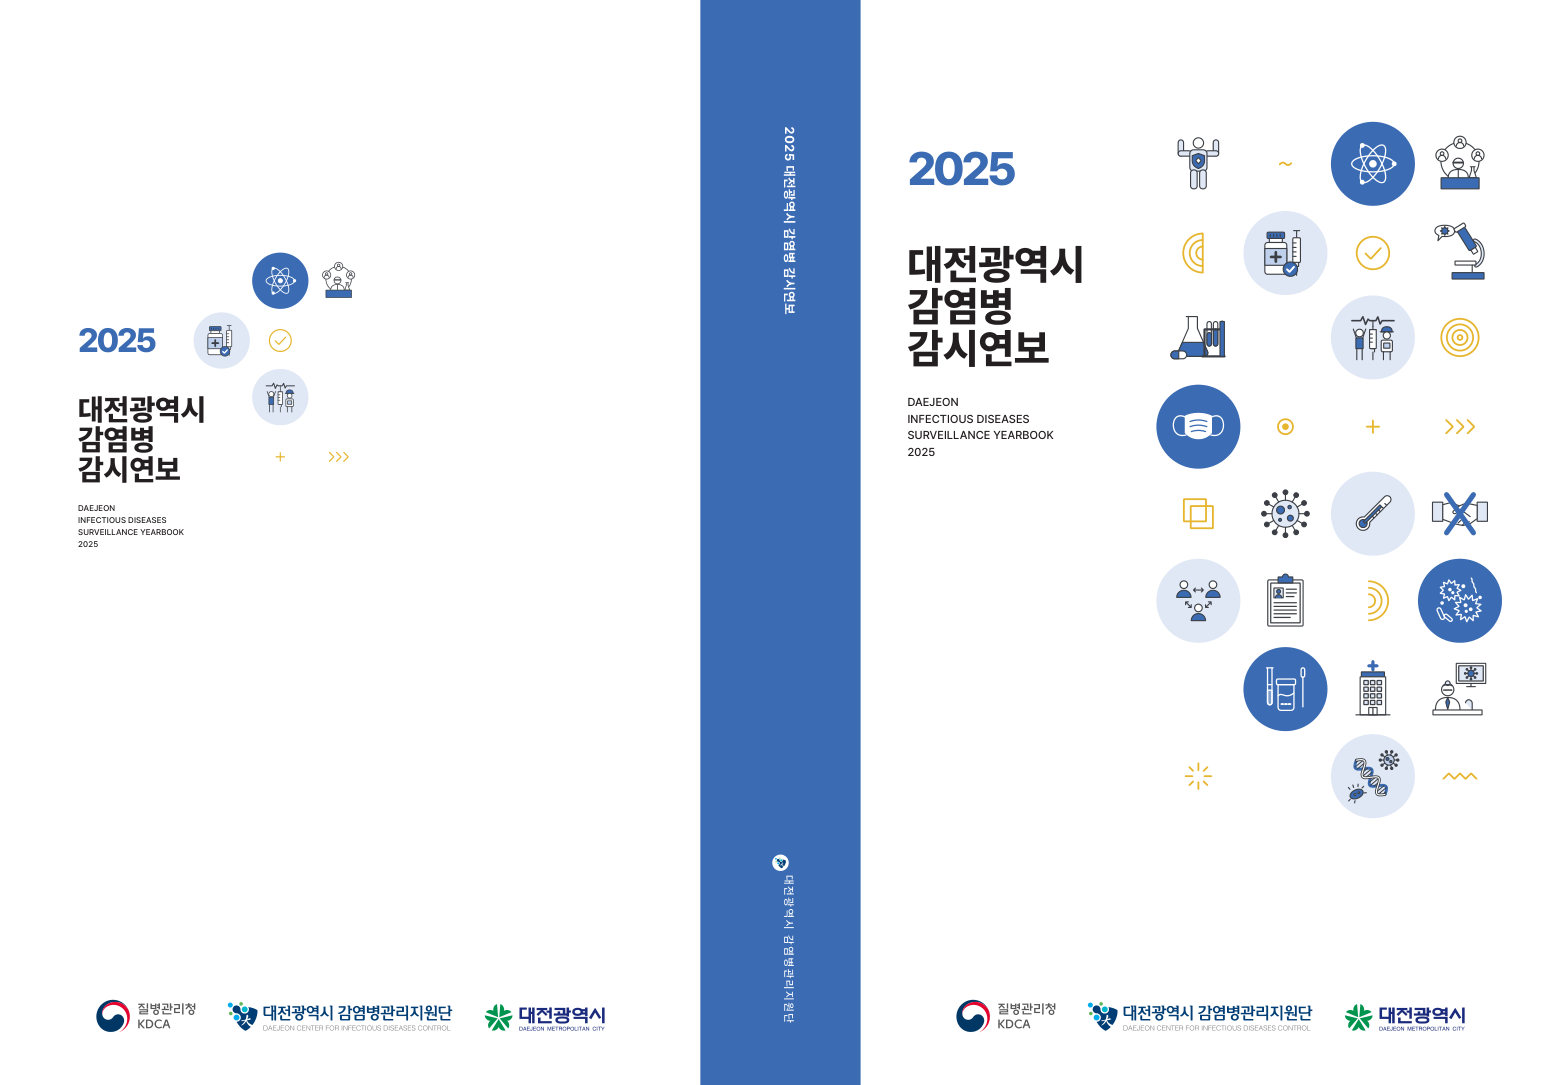 2025
대전광역시
감염병
감시연보
DAEJEON
INFECTIOUS DISEASES
SURVEILLANCE YEARBOOK
2025
질병관리청
KDCA
대전광역시 감염병관리지원단
DAEJEON CENTER FOR INFECTIOUS DISEASES CONTROL
대전광역시
DAEJEON METROPOLITAN CITY
2025 대전광역시 감염병 감시연보
대전광역시 감염병관리지원단
2025
대전광역시
감염병
감시연보
DAEJEON
INFECTIOUS DISEASES
SURVEILLANCE YEARBOOK
2025
질병관리청
KDCA
대전광역시 감염병관리지원단
DAEJEON CENTER FOR INFECTIOUS DISEASES CONTROL
대전광역시
DAEJEON METROPOLITAN CITY